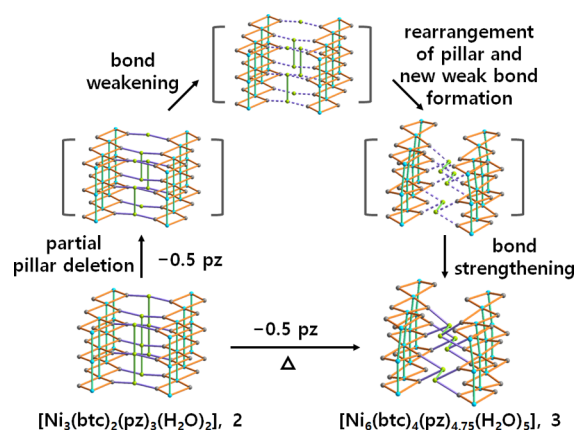 bond
weakening
rearrangement
of pillar and
new weak bond
formation
partial
pillar deletion
−0.5 pz
bond
strengthening
−0.5 pz
Δ
[Ni₃(btc)₂(pz)₃(H₂O)₂], 2
[Ni₆(btc)₄(pz)₄.₇₅(H₂O)₅], 3